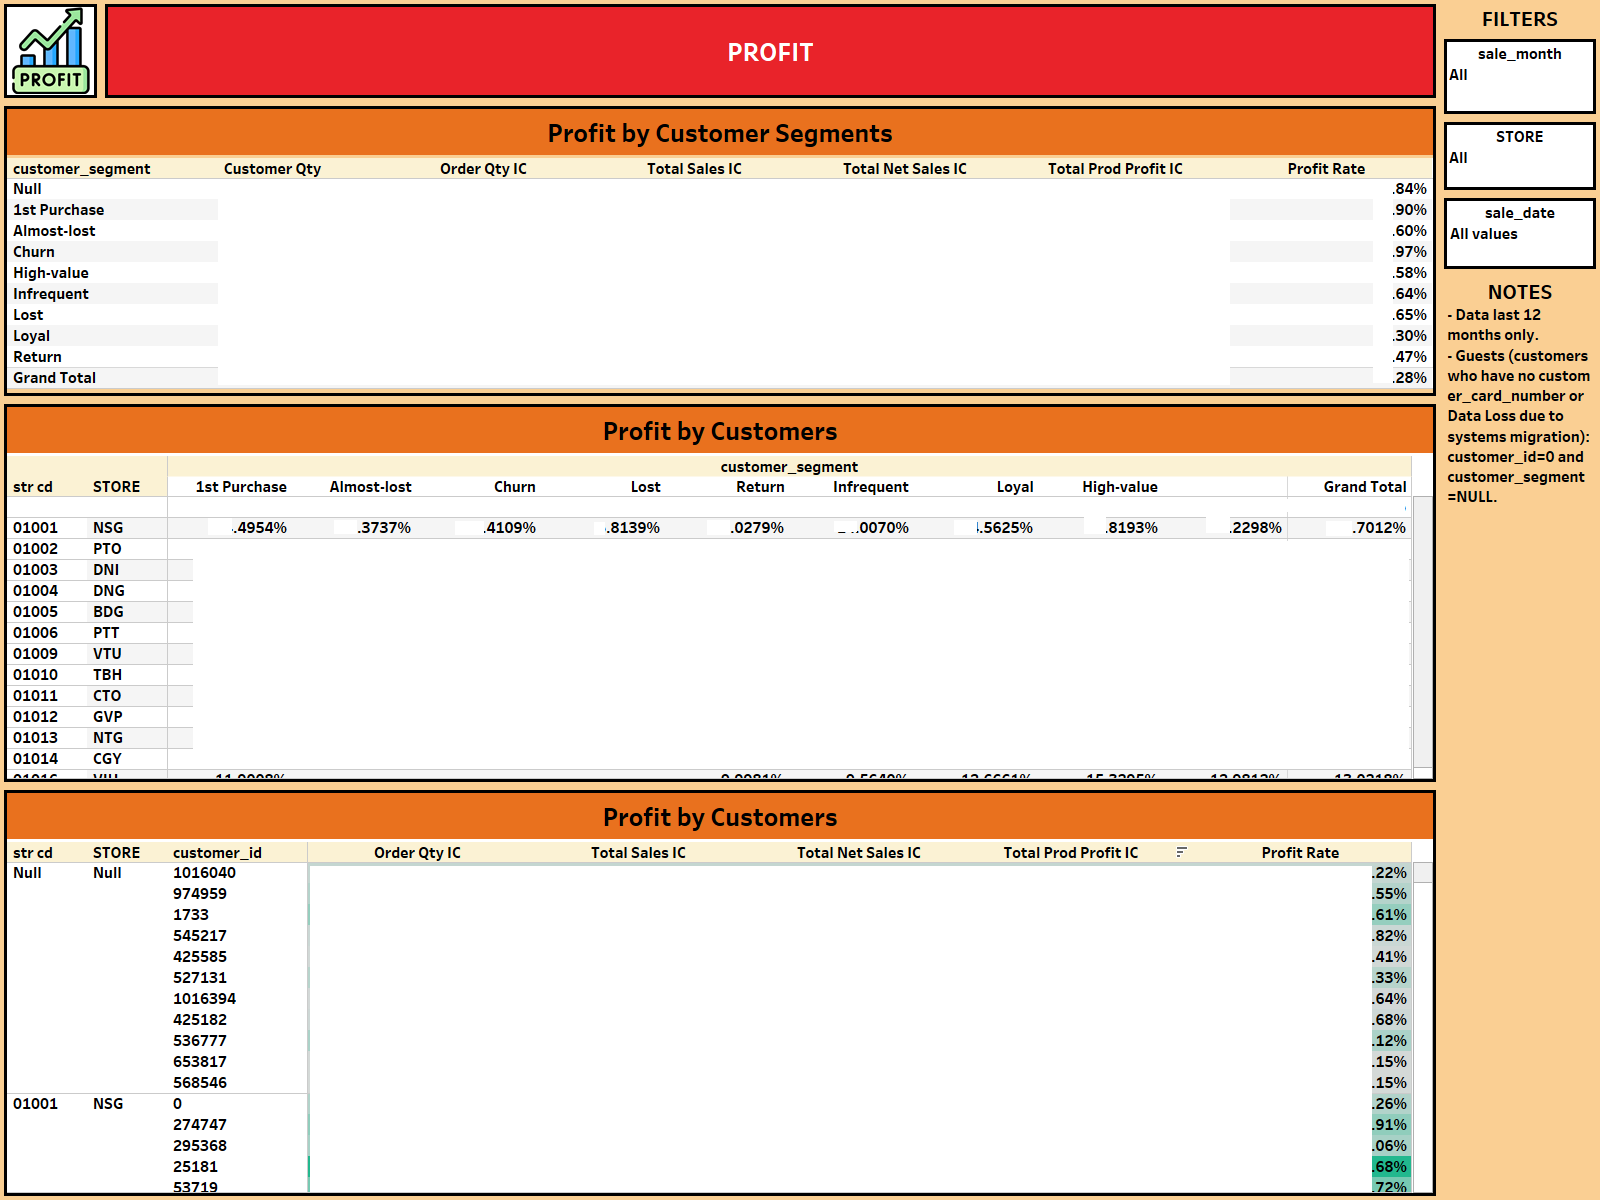 PROFIT
PROFIT
Profit by Customer Segments
customer_segment Customer Qty Order Qty IC Total Sales IC Total Net Sales IC Total Prod Profit IC Profit Rate
Null .84%
1st Purchase .90%
Almost-lost .60%
Churn .97%
High-value .58%
Infrequent .64%
Lost .65%
Loyal .30%
Return .47%
Grand Total .28%
Profit by Customers
customer_segment
str cd STORE 1st Purchase Almost-lost Churn Lost Return Infrequent Loyal High-value Grand Total
01001 NSG .4954% .3737% .4109% .8139% .0279% .0070% .5625% .8193% .2298% .7012%
01002 PTO
01003 DNI
01004 DNG
01005 BDG
01006 PTT
01009 VTU
01010 TBH
01011 CTO
01012 GVP
01013 NTG
01014 CGY
Profit by Customers
str cd STORE customer_id Order Qty IC Total Sales IC Total Net Sales IC Total Prod Profit IC Profit Rate
Null Null 1016040 .22%
974959 .55%
1733 .61%
545217 .82%
425585 .41%
527131 .33%
1016394 .64%
425182 .68%
536777 .12%
653817 .15%
568546 .15%
01001 NSG 0 .26%
274747 .91%
295368 .06%
25181 .68%
53719 .72%
FILTERS
sale_month
All
STORE
All
sale_date
All values
NOTES
- Data last 12
months only.
- Guests (customers
who have no custom
er_card_number or
Data Loss due to
systems migration):
customer_id=0 and
customer_segment
=NULL.